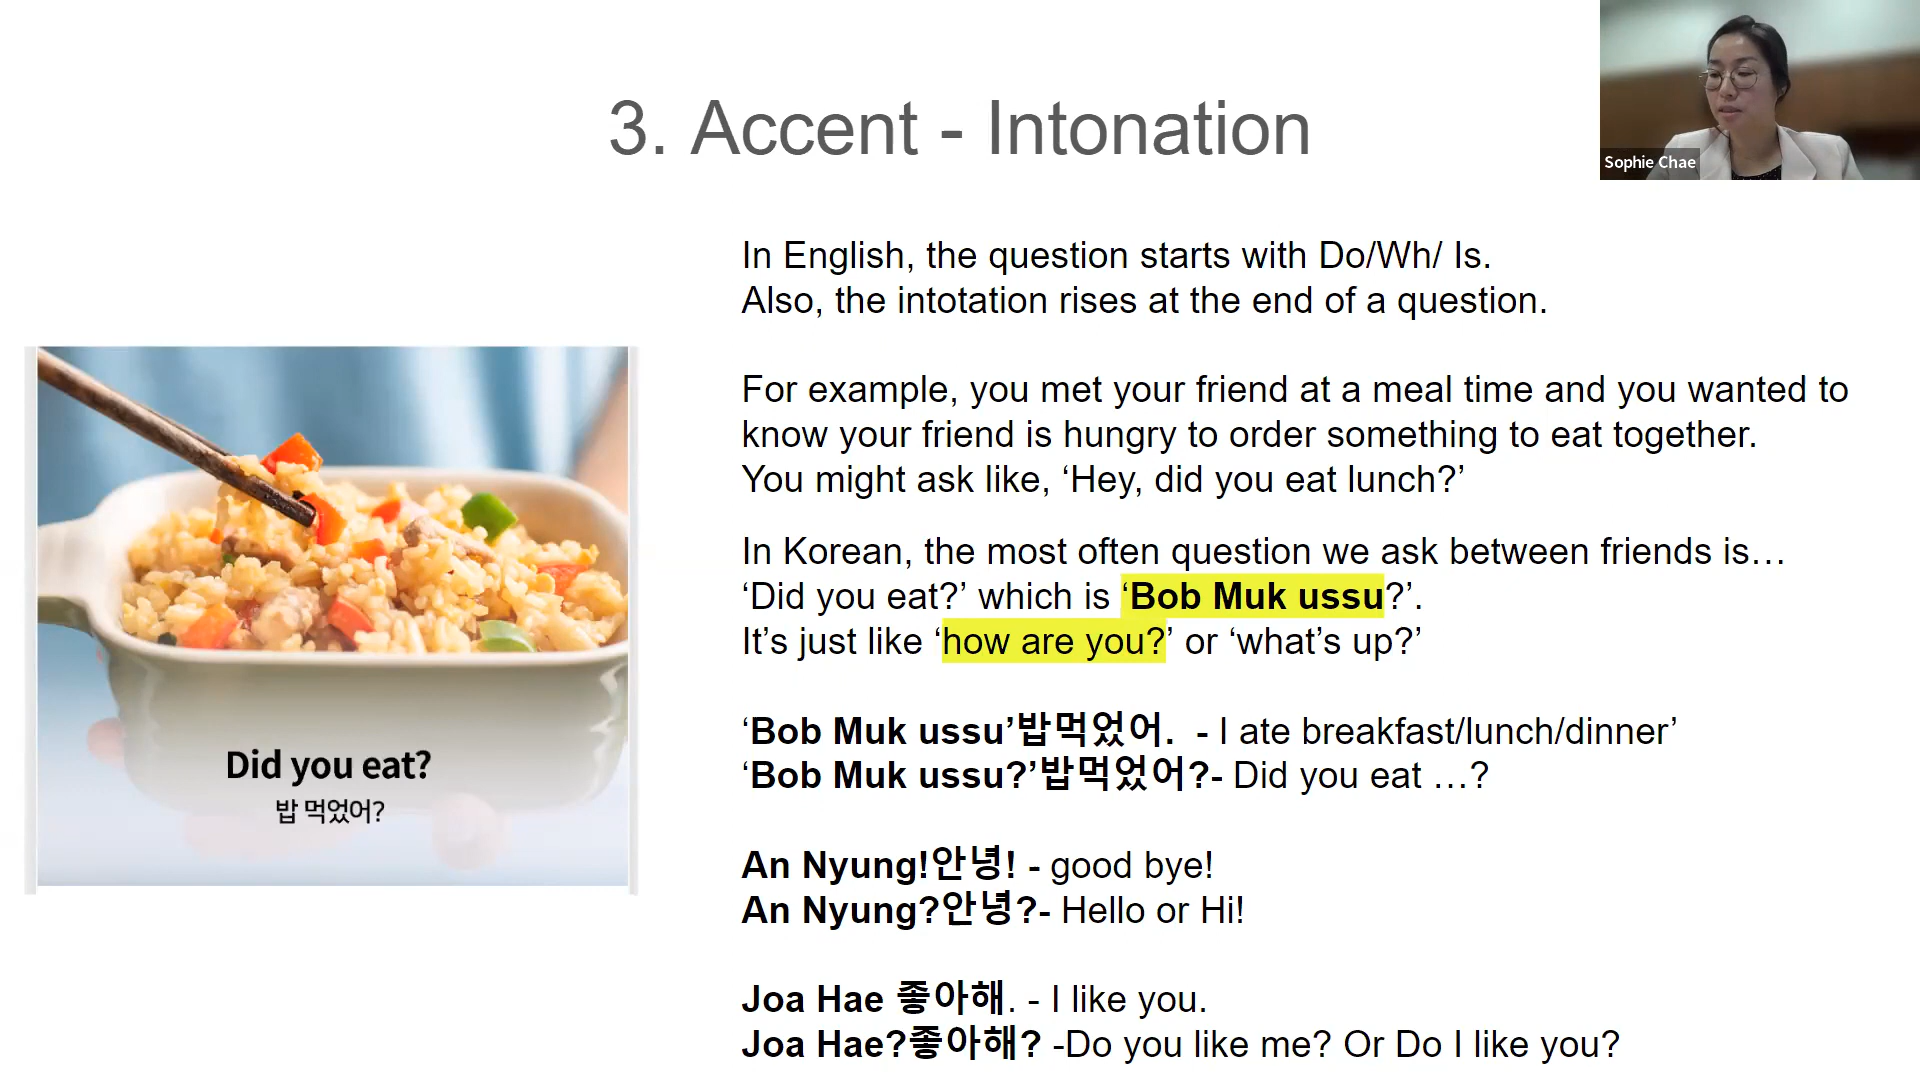 3. Accent - Intonation
Sophie Chae
In English, the question starts with Do/Wh/ Is.
Also, the intotation rises at the end of a question.
For example, you met your friend at a meal time and you wanted to
know your friend is hungry to order something to eat together.
You might ask like, ‘Hey, did you eat lunch?’
In Korean, the most often question we ask between friends is…
‘Did you eat?’ which is ‘Bob Muk ussu?’.
It’s just like ‘how are you?’ or ‘what’s up?’
‘Bob Muk ussu’밥먹었어.  - I ate breakfast/lunch/dinner’
‘Bob Muk ussu?’밥먹었어?- Did you eat …?
An Nyung!안녕! - good bye!
An Nyung?안녕?- Hello or Hi!
Joa Hae 좋아해. - I like you.
Joa Hae?좋아해? -Do you like me? Or Do I like you?
Did you eat?
밥 먹었어?